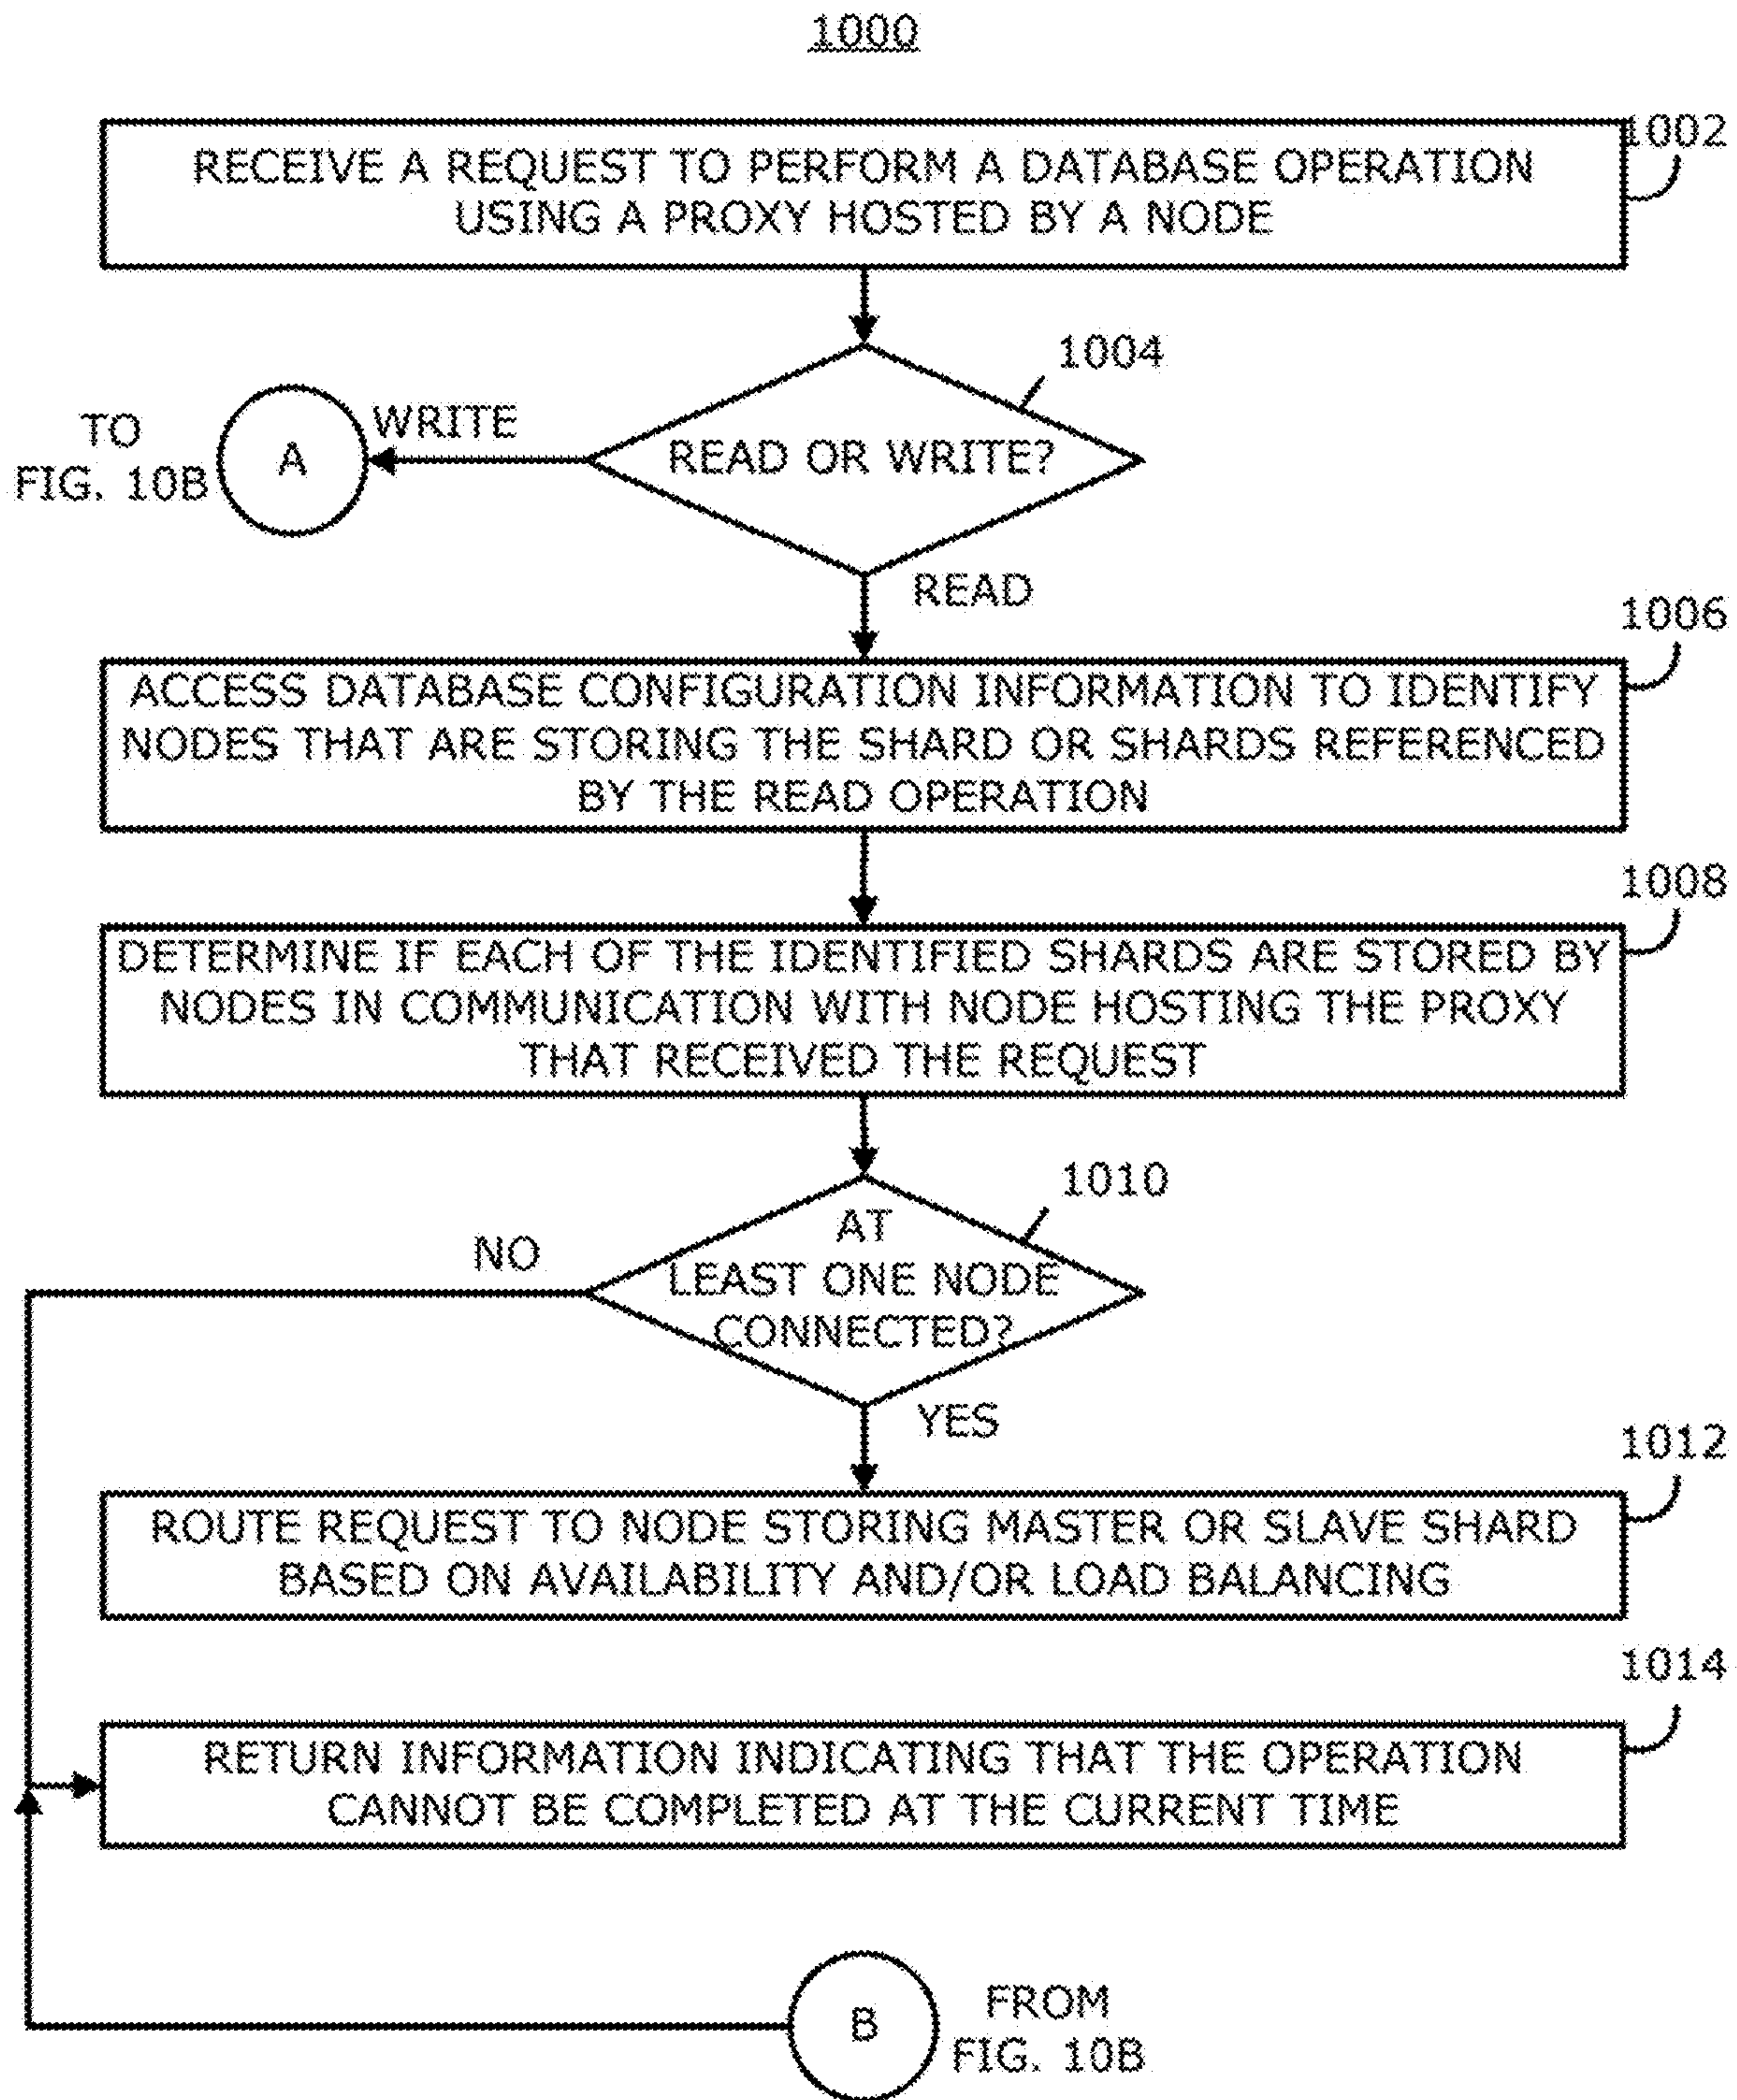 1000
1002
RECEIVE A REQUEST TO PERFORM A DATABASE OPERATION
USING A PROXY HOSTED BY A NODE
1004
TO
FIG. 10B
A
WRITE
READ OR WRITE?
READ
1006
ACCESS DATABASE CONFIGURATION INFORMATION TO IDENTIFY
NODES THAT ARE STORING THE SHARD OR SHARDS REFERENCED
BY THE READ OPERATION
1008
DETERMINE IF EACH OF THE IDENTIFIED SHARDS ARE STORED BY
NODES IN COMMUNICATION WITH NODE HOSTING THE PROXY
THAT RECEIVED THE REQUEST
1010
NO
AT
LEAST ONE NODE
CONNECTED?
YES
1012
ROUTE REQUEST TO NODE STORING MASTER OR SLAVE SHARD
BASED ON AVAILABILITY AND/OR LOAD BALANCING
1014
RETURN INFORMATION INDICATING THAT THE OPERATION
CANNOT BE COMPLETED AT THE CURRENT TIME
B
FROM
FIG. 10B